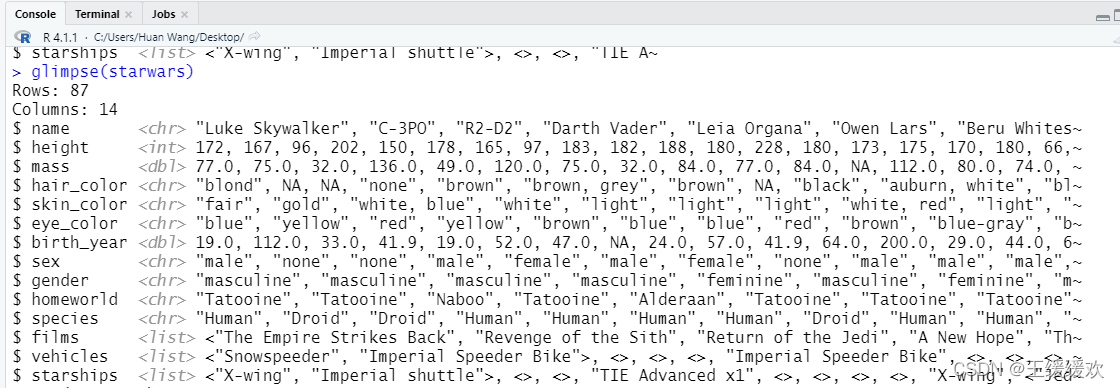 Console Terminal × Jobs ×
R 4.1.1 · C:/Users/Huan Wang/Desktop/
$ starships <list> <"X-wing", "Imperial shuttle">, <>, <>, "TIE A~
> glimpse(starwars)
Rows: 87
Columns: 14
$ name <chr> "Luke Skywalker", "C-3PO", "R2-D2", "Darth Vader", "Leia Organa", "Owen Lars", "Beru Whites~
$ height <int> 172, 167, 96, 202, 150, 178, 165, 97, 183, 182, 188, 180, 228, 180, 173, 175, 170, 180, 66,~
$ mass <dbl> 77.0, 75.0, 32.0, 136.0, 49.0, 120.0, 75.0, 32.0, 84.0, 77.0, 84.0, NA, 112.0, 80.0, 74.0, ~
$ hair_color <chr> "blond", NA, NA, "none", "brown", "brown, grey", "brown", NA, "black", "auburn, white", "bl~
$ skin_color <chr> "fair", "gold", "white, blue", "white", "light", "light", "light", "white, red", "light", "~
$ eye_color <chr> "blue", "yellow", "red", "yellow", "brown", "blue", "blue", "red", "brown", "blue-gray", "b~
$ birth_year <dbl> 19.0, 112.0, 33.0, 41.9, 19.0, 52.0, 47.0, NA, 24.0, 57.0, 41.9, 64.0, 200.0, 29.0, 44.0, 6~
$ sex <chr> "male", "none", "none", "male", "female", "male", "female", "none", "male", "male", "male",~
$ gender <chr> "masculine", "masculine", "masculine", "masculine", "feminine", "masculine", "feminine", "m~
$ homeworld <chr> "Tatooine", "Tatooine", "Naboo", "Tatooine", "Alderaan", "Tatooine", "Tatooine", "Tatooine"~
$ species <chr> "Human", "Droid", "Droid", "Human", "Human", "Human", "Human", "Droid", "Human", "Human", "~
$ films <list> <"The Empire Strikes Back", "Revenge of the Sith", "Return of the Jedi", "A New Hope", "Th~
$ vehicles <list> <"Snowspeeder", "Imperial Speeder Bike">, <>, <>, <>, "Imperial Speeder Bike", <>, <>, <>, ~
$ starships <list> <"X-wing", "Imperial shuttle">, <>, <>, "TIE Advanced x1", <>, <>, <>, <>, "X-wing", <"Jed~
CSDN @王缓缓欢